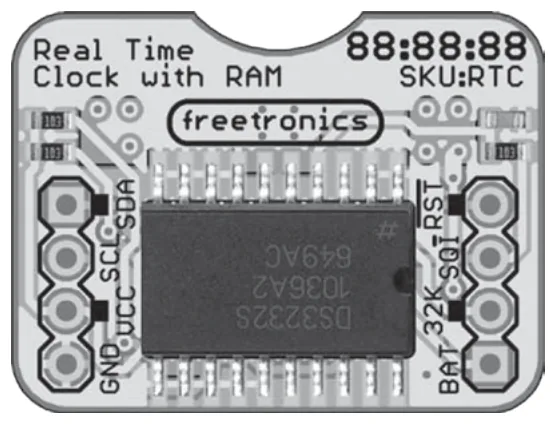 Real Time
Clock with RAM
88:88:88
SKU:RTC
freetronics
103
103
103
SDA
SCL
VCC
GND
RST
SQI
32K
BAT
#
649AC
1036A2
DS3232S